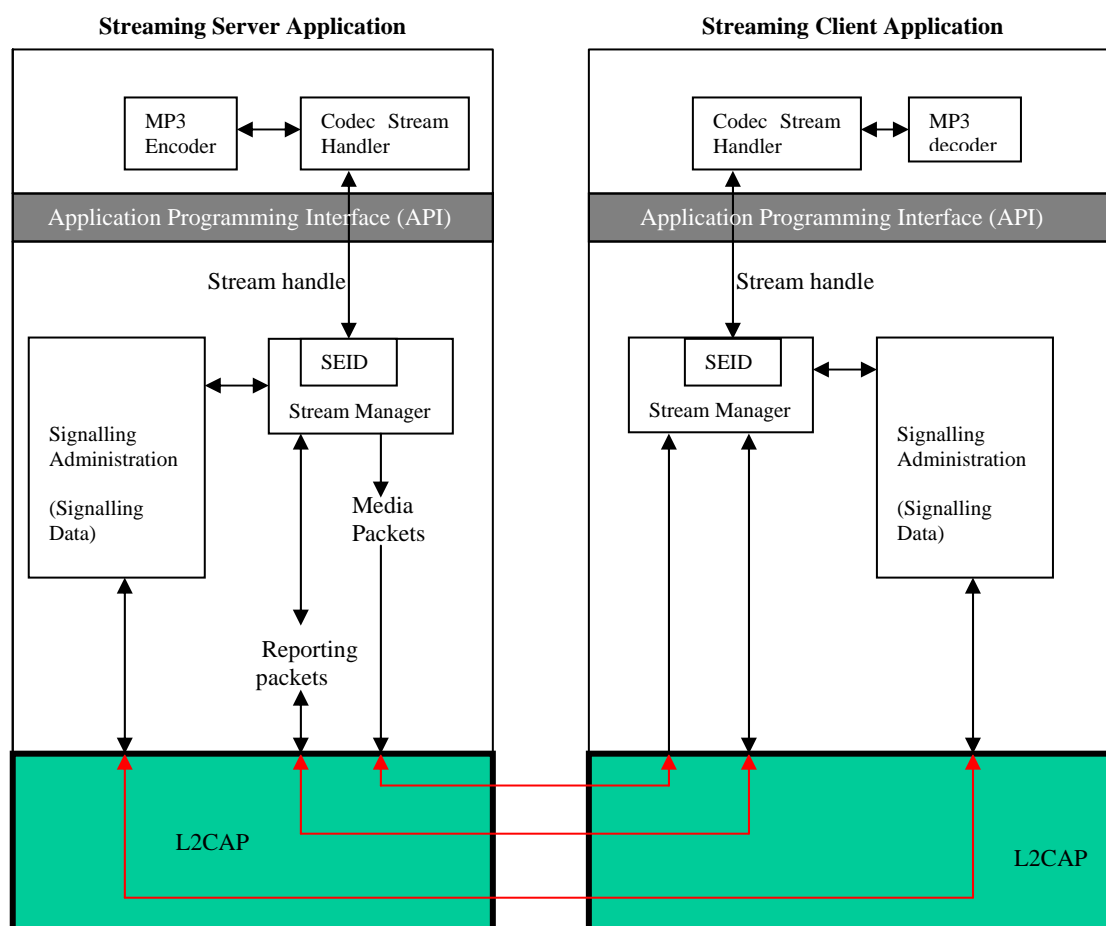 Streaming Server Application
MP3
Encoder
Codec Stream
Handler
Application Programming Interface (API)
Stream handle
SEID
Stream Manager
Signalling
Administration
(Signalling
Data)
Media
Packets
Reporting
packets
L2CAP
Streaming Client Application
Codec Stream
Handler
MP3
decoder
Application Programming Interface (API)
Stream handle
SEID
Stream Manager
Signalling
Administration
(Signalling
Data)
L2CAP